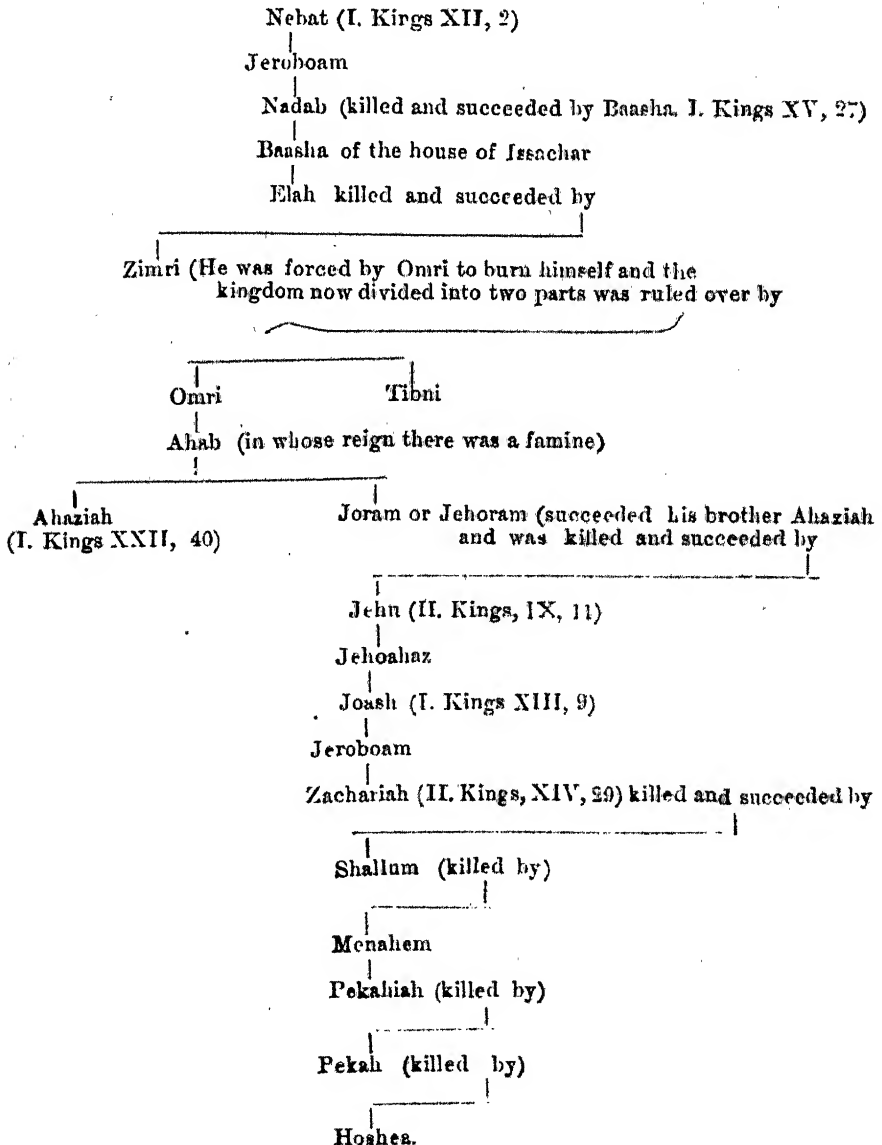 Nebat (I. Kings XII, 2)
Jeroboam
Nadab (killed and succeeded by Baasha, I. Kings XV, 27)
Baasha of the house of Issachar
Elah killed and succeeded by
Zimri (He was forced by Omri to burn himself and the
kingdom now divided into two parts was ruled over by
Omri Tibni
Ahab (in whose reign there was a famine)
Ahaziah Joram or Jehoram (succeeded his brother Ahaziah
(I. Kings XXII, 40) and was killed and succeeded by
Jehu (II. Kings, IX, 11)
Jehoahaz
Joash (I. Kings XIII, 9)
Jeroboam
Zachariah (II. Kings, XIV, 29) killed and succeeded by
Shallum (killed by)
Menahem
Pekahiah (killed by)
Pekah (killed by)
Hoshea.